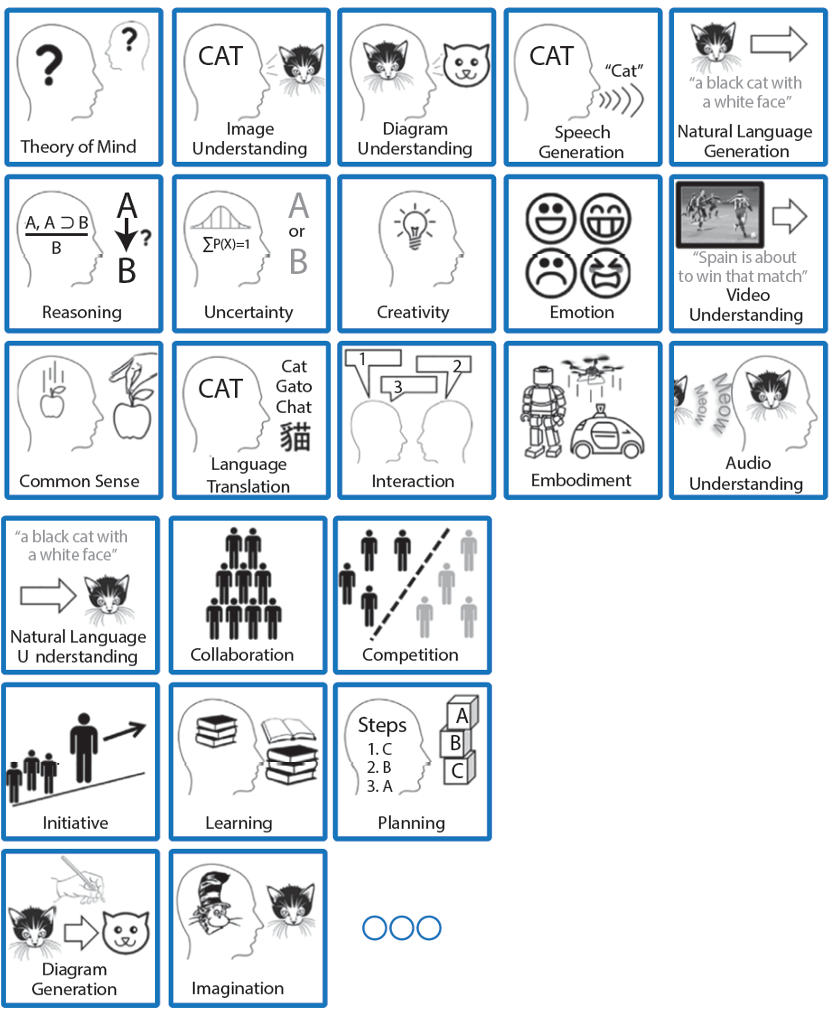 ?
?
Theory of Mind
CAT
Image
Understanding
Diagram
Understanding
CAT
“Cat”
Speech
Generation
“a black cat with
a white face”
Natural Language
Generation
A, A ⊃ B
B
A
?
B
Reasoning
∑P(X)=1
A
or
B
Uncertainty
Creativity
Emotion
“Spain is about
to win that match”
Video
Understanding
Common Sense
CAT
Cat
Gato
Chat
貓
Language
Translation
1
2
3
Interaction
Embodiment
Meow
Meow
Audio
Understanding
“a black cat with
a white face”
Natural Language
U nderstanding
Collaboration
Competition
Initiative
Learning
Steps
1. C
2. B
3. A
A
B
C
Planning
Diagram
Generation
Imagination